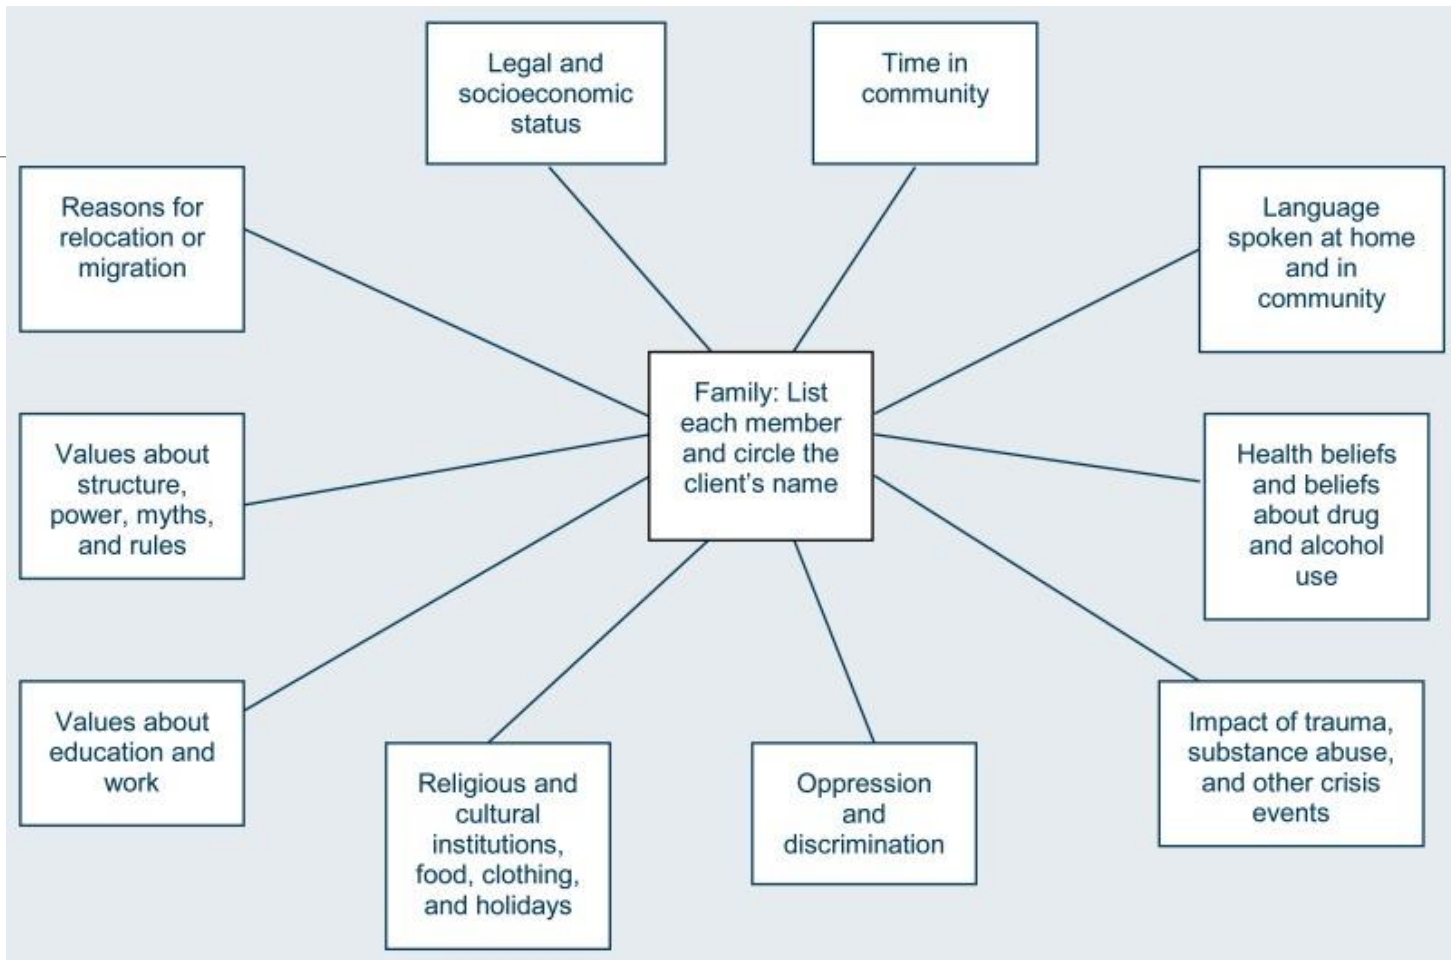 Legal and
socioeconomic
status
Time in
community
Reasons for
relocation or
migration
Language
spoken at home
and in
community
Family: List
each member
and circle the
client's name
Values about
structure,
power, myths,
and rules
Health beliefs
and beliefs
about drug
and alcohol
use
Values about
education and
work
Religious and
cultural
institutions,
food, clothing,
and holidays
Oppression
and
discrimination
Impact of trauma,
substance abuse,
and other crisis
events